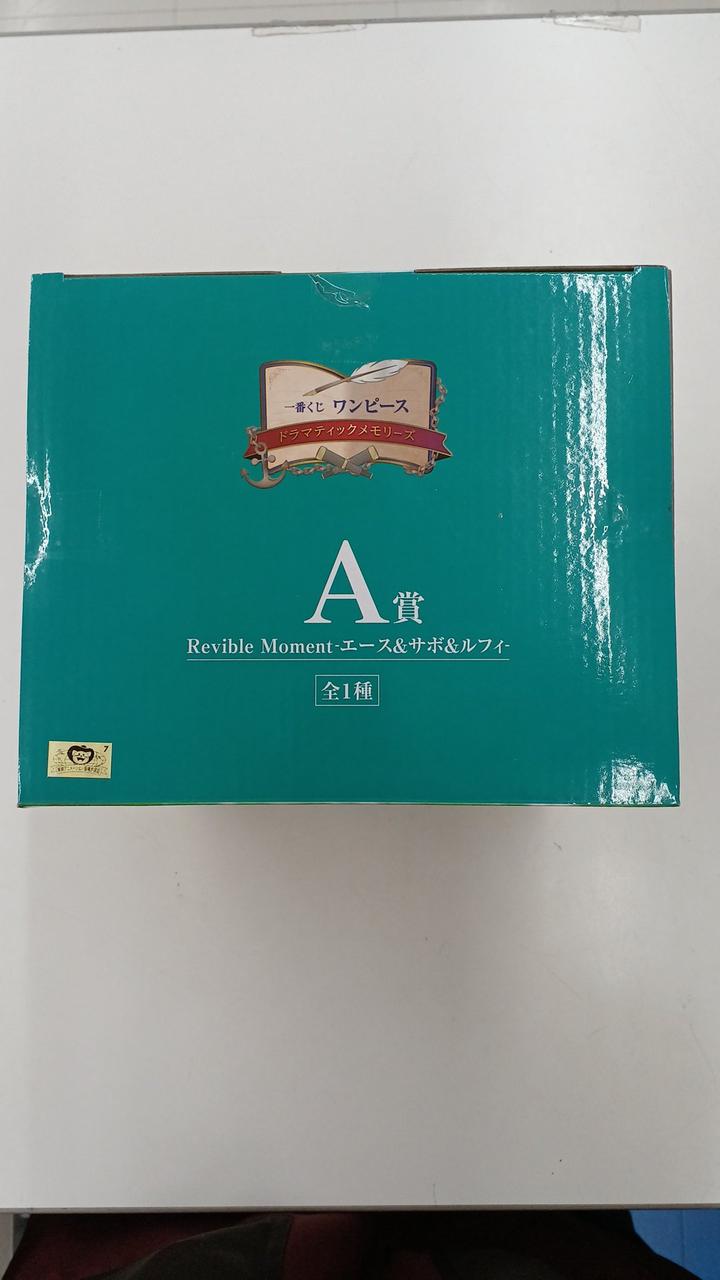 一番くじ ワンピース
ドラマティックメモリーズ
A賞
Revible Moment-エース&サボ&ルフィ-
全1種
7